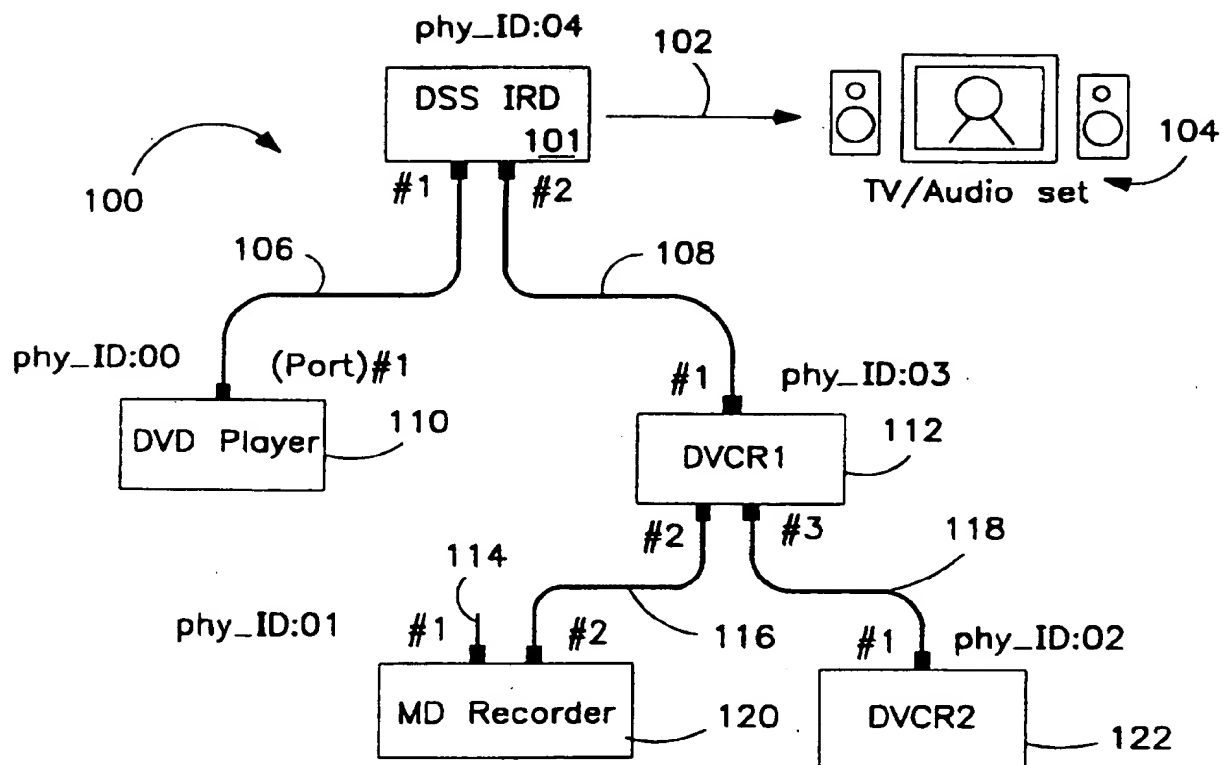 phy_ID:04
102
DSS IRD
101
104
100
#1
#2
TV/Audio set
106
108
phy_ID:00
(Port)#1
#1
phy_ID:03
DVD Player
110
DVCR1
112
#2
#3
118
114
phy_ID:01
#1
#2
116
#1
phy_ID:02
MD Recorder
120
DVCR2
122